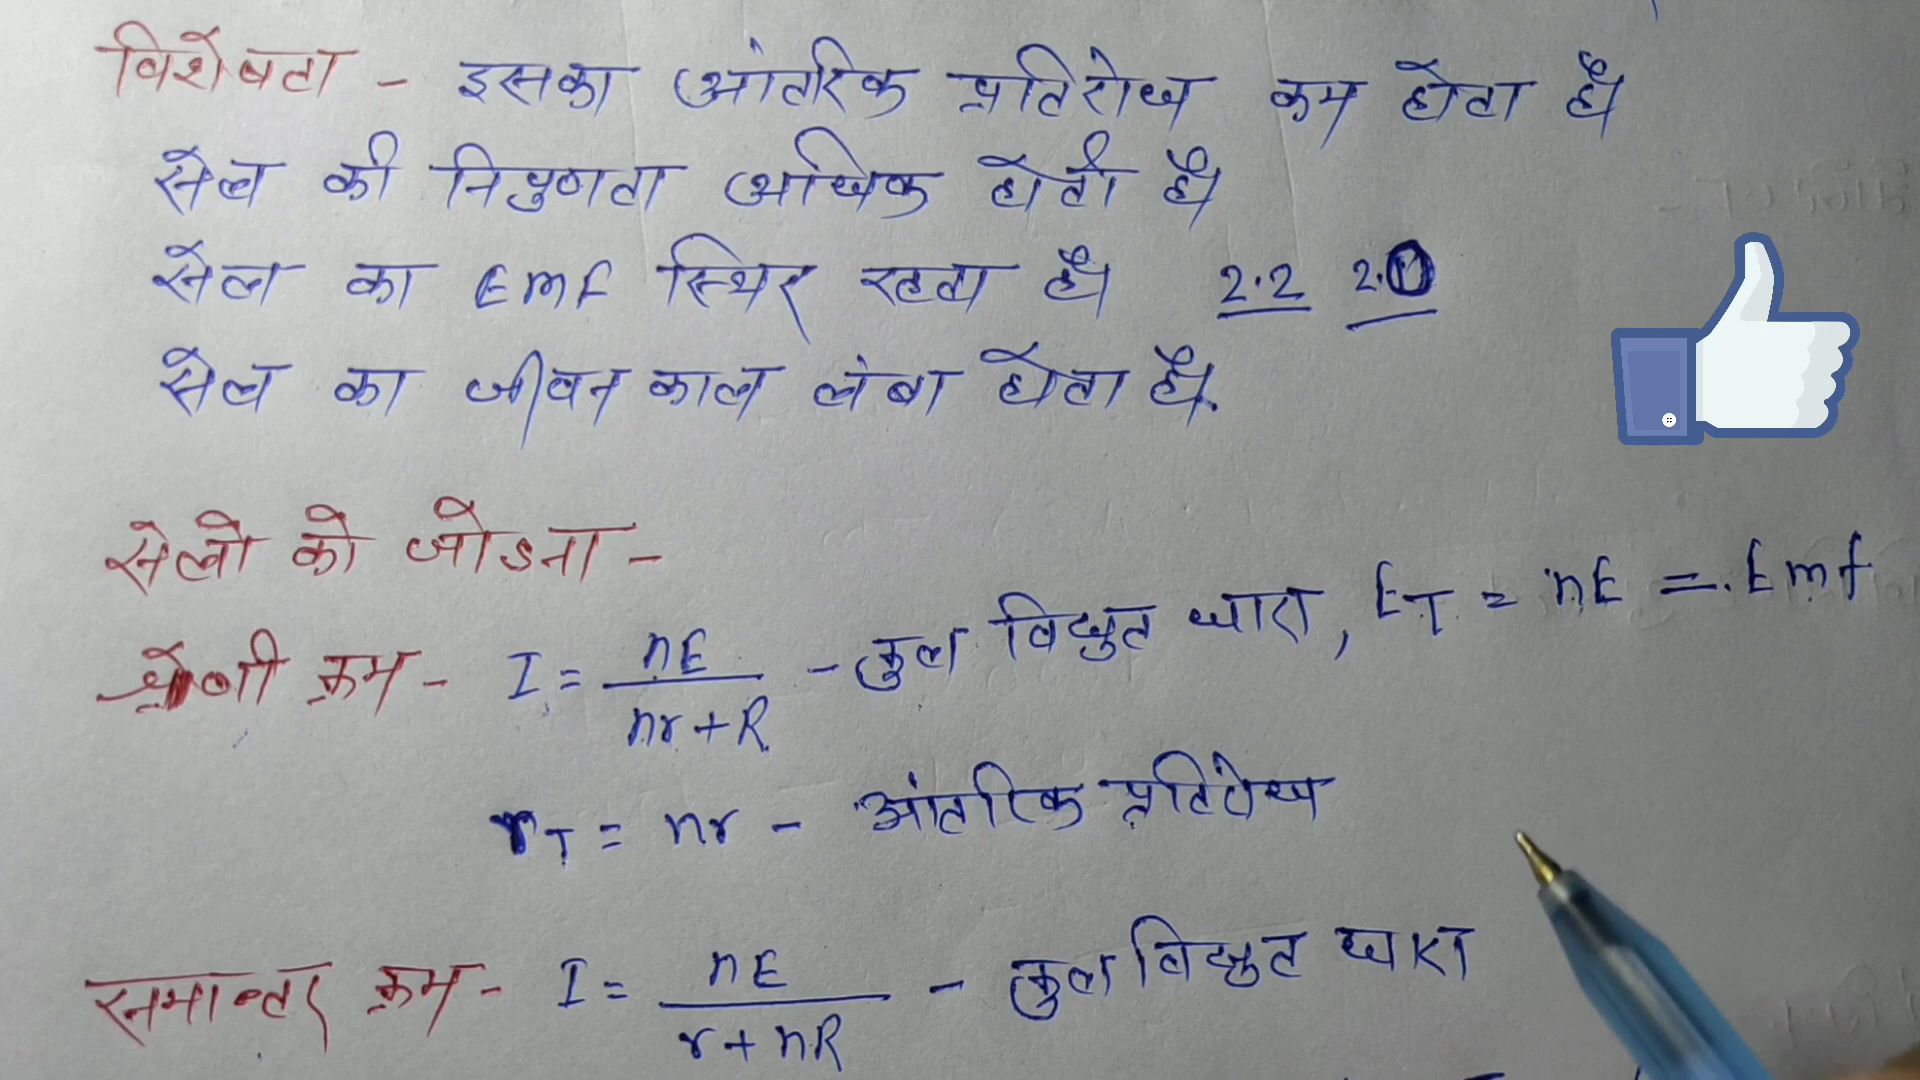 विशेषता - इसका आंतरिक प्रतिरोध कम होता है
सेल की निपुणता अधिक होती है
सेल का Emf स्थिर रहता है 2.2 2.0
सेल का जीवन काल लंबा होता है.
सेलो को जोडना -
श्रेणी क्रम - I = nE / nr+R - कुल विद्युत धारा, ET = nE = Emf
rT = nr - आंतरिक प्रतिरोध
समान्तर क्रम - I = nE / r+nR - कुल विद्युत धारा